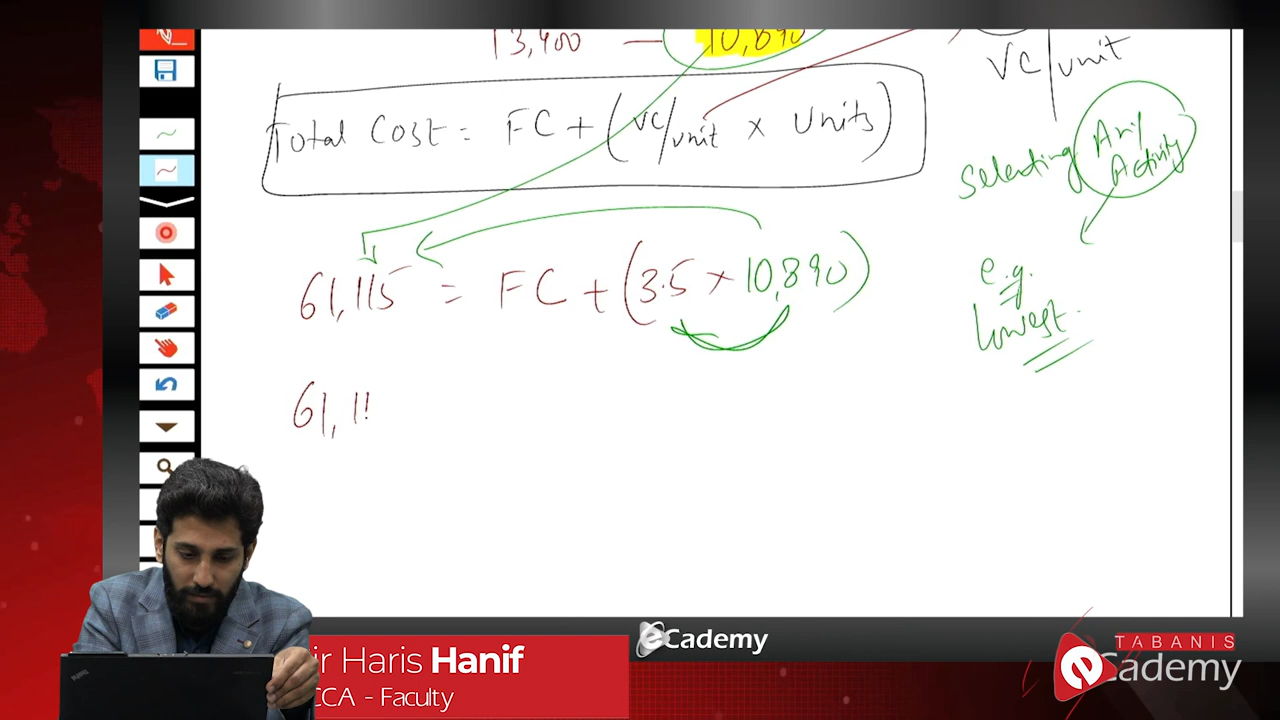 13,400 — 10,890
VC/unit
Total Cost = FC + (VC/unit × Units)
Selecting Any
Activity
61,115 = FC + (3.5 × 10,890)
e.g.
lowest.
61, 11
eCademy
ir Haris Hanif
CCA - Faculty
TABANIS
eCademy